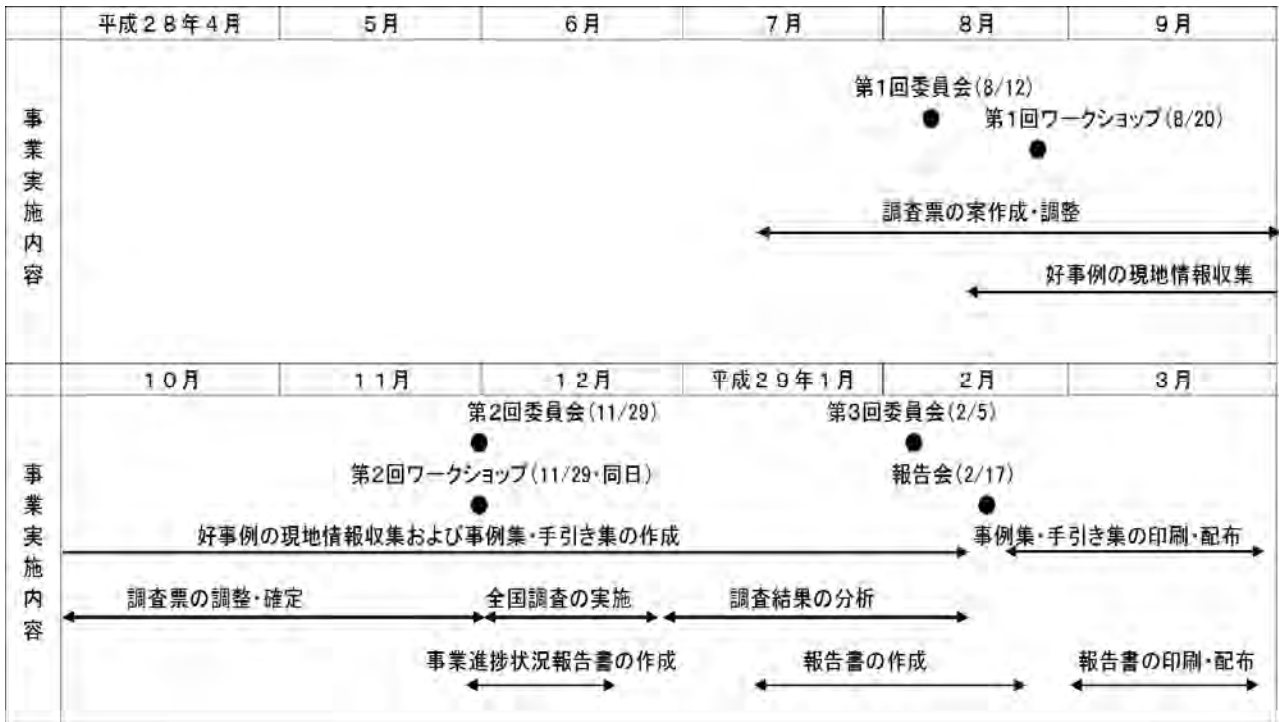 平成28年4月 5月 6月 7月 8月 9月
事業実施内容
第1回委員会(8/12)
第1回ワークショップ(8/20)
調査票の案作成・調整
好事例の現地情報収集
10月 11月 12月 平成29年1月 2月 3月
事業実施内容
第2回委員会(11/29) 第3回委員会(2/5)
第2回ワークショップ(11/29・同日) 報告会(2/17)
好事例の現地情報収集および事例集・手引き集の作成 事例集・手引き集の印刷・配布
調査票の調整・確定 全国調査の実施 調査結果の分析
事業進捗状況報告書の作成 報告書の作成 報告書の印刷・配布